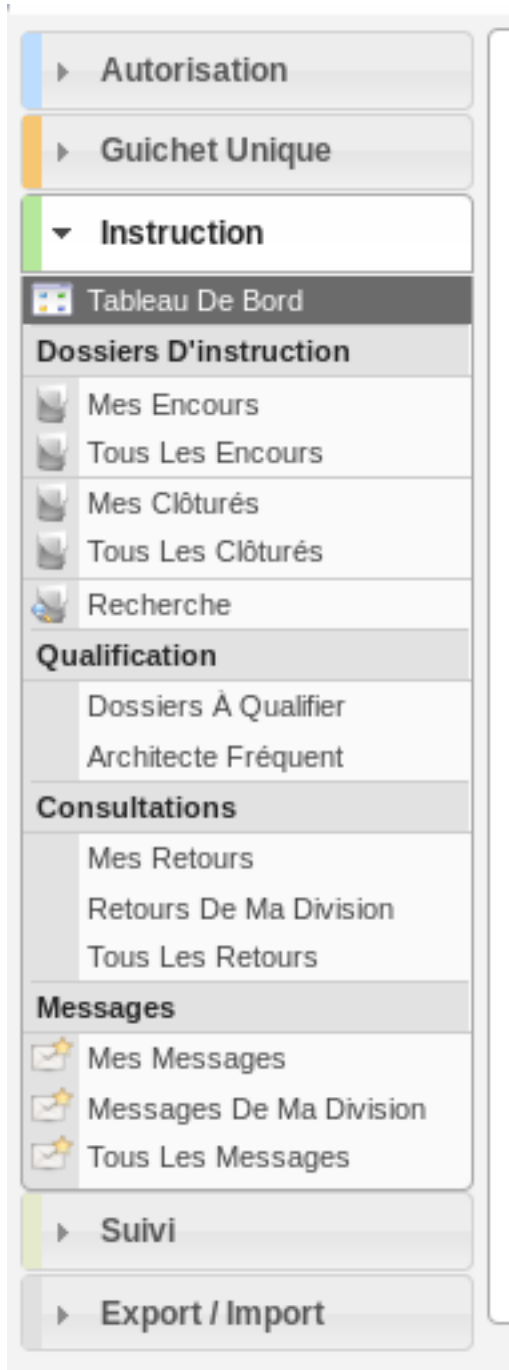 Autorisation
Guichet Unique
Instruction
Tableau De Bord
Dossiers D'instruction
Mes Encours
Tous Les Encours
Mes Clôturés
Tous Les Clôturés
Recherche
Qualification
Dossiers À Qualifier
Architecte Fréquent
Consultations
Mes Retours
Retours De Ma Division
Tous Les Retours
Messages
Mes Messages
Messages De Ma Division
Tous Les Messages
Suivi
Export / Import